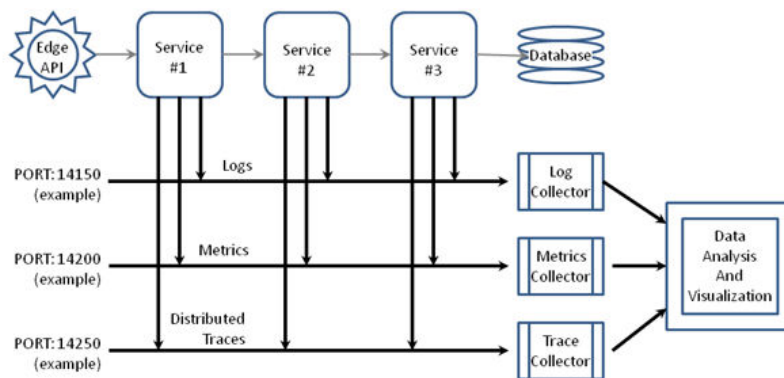 Edge
API
Service
#1
Service
#2
Service
#3
Database
PORT:14150
(example)
Logs
Log
Collector
PORT:14200
(example)
Metrics
Metrics
Collector
Data
Analysis
And
Visualization
Distributed
Traces
PORT:14250
(example)
Trace
Collector